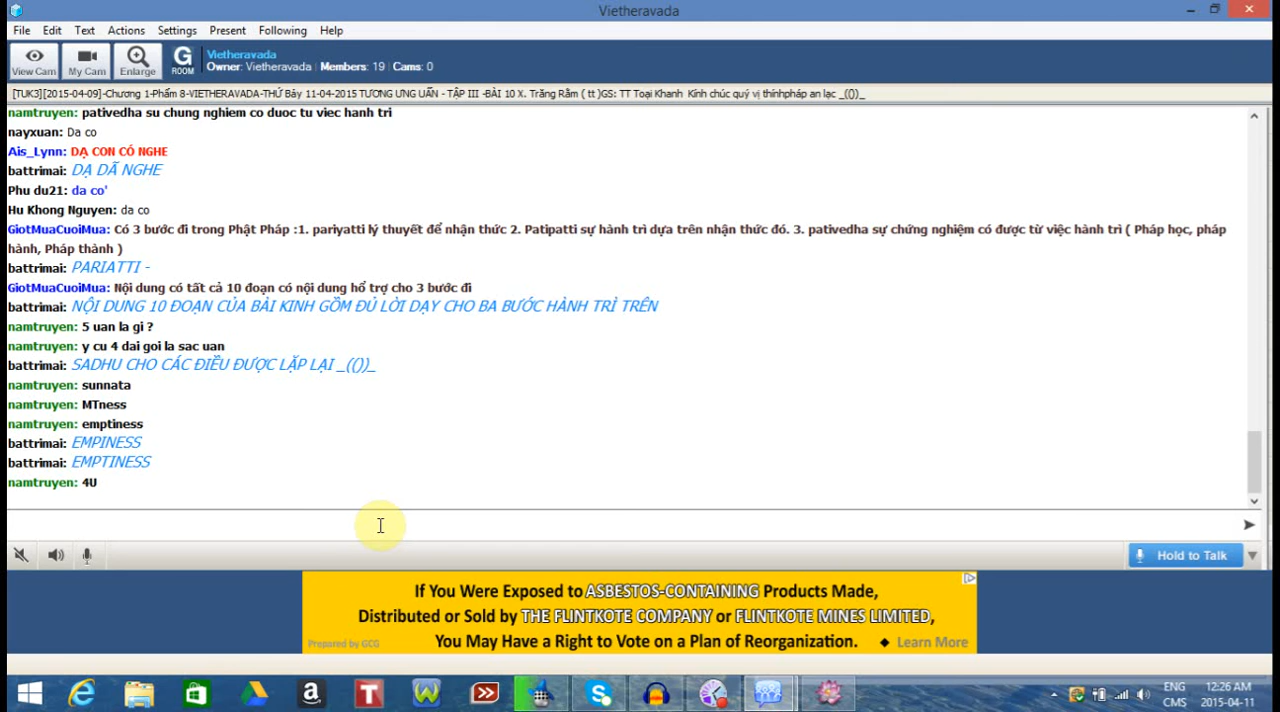 Vietheravada
File Edit Text Actions Settings Present Following Help
View Cam My Cam Enlarge G ROOM Vietheravada
Owner: Vietheravada Members: 19 Cams: 0
[TUK3][2015-04-09]-Chương 1-Phẩm 8-VIETHERAVADA-THỨ Bảy 11-04-2015 TƯƠNG ƯNG UẨN - TẬP III -BÀI 10 X. Trăng Rằm ( tt )GS: TT Toại Khanh Kính chúc quý vị thínhpháp an lạc _(())_
namtruyen: pativedha su chung nghiem co duoc tu viec hanh tri
nayxuan: Da co
Ais_Lynn: DẠ CON CÓ NGHE
battrimai: DẠ DÃ NGHE
Phu du21: da co'
Hu Khong Nguyen: da co
GiotMuaCuoiMua: Có 3 bước đi trong Phật Pháp :1. pariyatti lý thuyết để nhận thức 2. Patipatti sự hành trì dựa trên nhận thức đó. 3. pativedha sự chứng nghiệm có được từ việc hành trì ( Pháp học, pháp
hành, Pháp thành )
battrimai: PARIATTI -
GiotMuaCuoiMua: Nội dung có tất cả 10 đoạn có nội dung hổ trợ cho 3 bước đi
battrimai: NỘI DUNG 10 ĐOẠN CỦA BÀI KINH GỒM ĐỦ LỜI DẠY CHO BA BƯỚC HÀNH TRÌ TRÊN
namtruyen: 5 uan la gi ?
namtruyen: y cu 4 dai goi la sac uan
battrimai: SADHU CHO CÁC ĐIỀU ĐƯỢC LẶP LẠI _(())_
namtruyen: sunnata
namtruyen: MTness
namtruyen: emptiness
battrimai: EMPINESS
battrimai: EMPTINESS
namtruyen: 4U
Hold to Talk
If You Were Exposed to ASBESTOS-CONTAINING Products Made,
Distributed or Sold by THE FLINTKOTE COMPANY or FLINTKOTE MINES LIMITED,
You May Have a Right to Vote on a Plan of Reorganization.
Prepared by GCG
Learn More
ENG 12:26 AM
CMS 2015-04-11